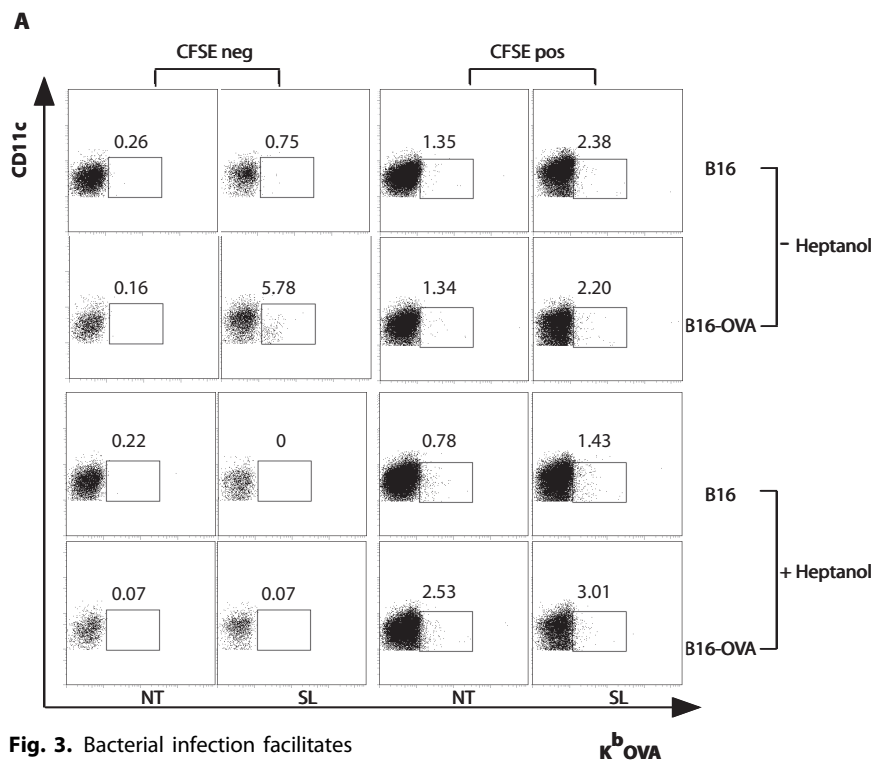 A
CFSE neg CFSE pos
CD11c
0.26 0.75 1.35 2.38
B16
- Heptanol
0.16 5.78 1.34 2.20
B16-OVA
0.22 0 0.78 1.43
B16
+ Heptanol
0.07 0.07 2.53 3.01
B16-OVA
NT SL NT SL
Fig. 3. Bacterial infection facilitates
KbOVA